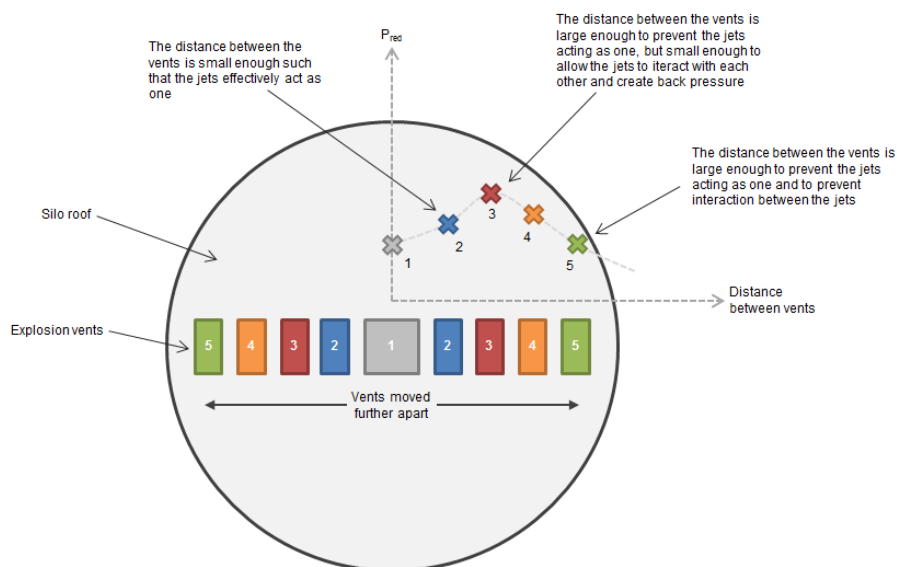 The distance between the vents is
large enough to prevent the jets
acting as one, but small enough to
allow the jets to iteract with each
other and create back pressure
P_red
The distance between the
vents is small enough such
that the jets effectively act as
one
The distance between the vents is
large enough to prevent the jets
acting as one and to prevent
interaction between the jets
Silo roof
1
2
3
4
5
Distance
between vents
Explosion vents
5 4 3 2 1 2 3 4 5
Vents moved
further apart